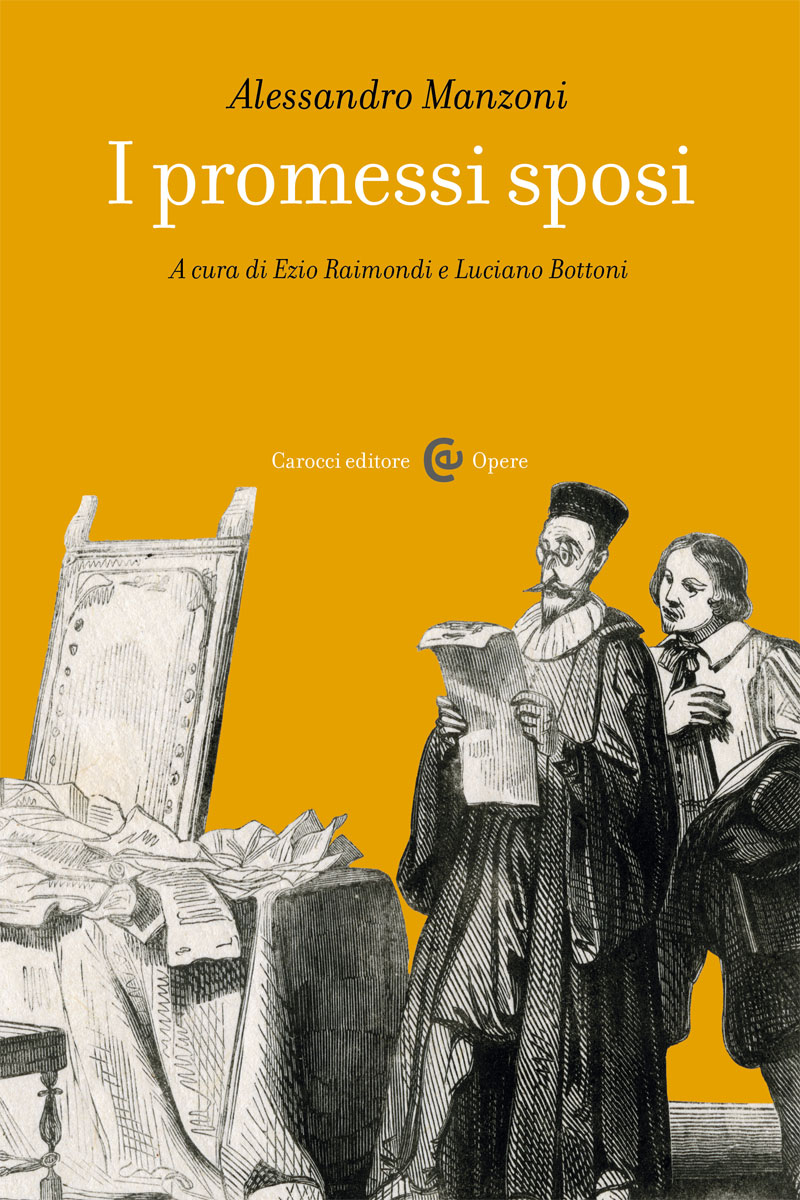 Alessandro Manzoni
I promessi sposi
A cura di Ezio Raimondi e Luciano Bottoni
Carocci editore Opere